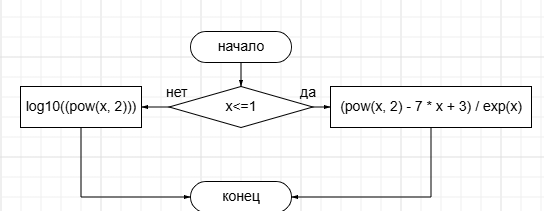 начало
нет
да
x<=1
log10((pow(x, 2)))
(pow(x, 2) - 7 * x + 3) / exp(x)
конец